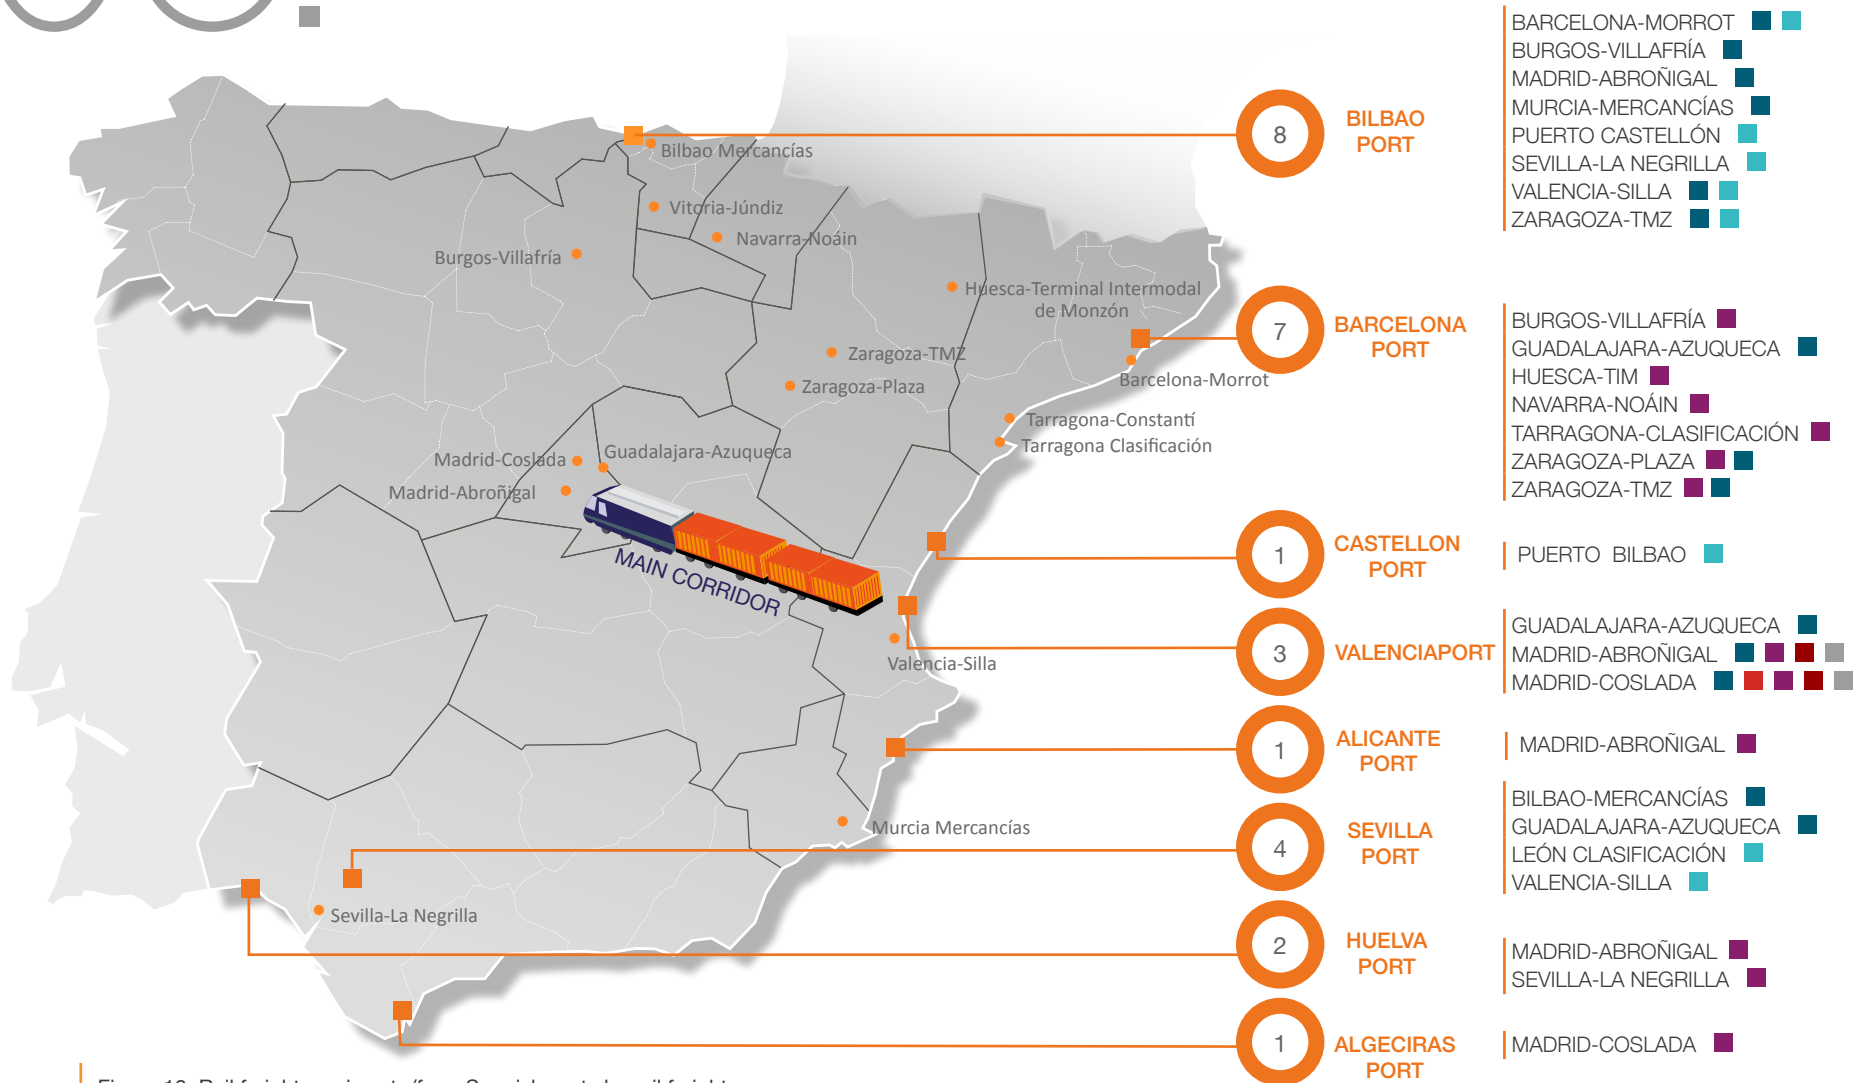 BARCELONA-MORROT
BURGOS-VILLAFRÍA
MADRID-ABROÑIGAL
MURCIA-MERCANCÍAS
PUERTO CASTELLÓN
SEVILLA-LA NEGRILLA
VALENCIA-SILLA
ZARAGOZA-TMZ
8
BILBAO
PORT
Bilbao Mercancías
Vitoria-Júndiz
Navarra-Noáin
Burgos-Villafría
Huesca-Terminal Intermodal
de Monzón
Zaragoza-TMZ
Zaragoza-Plaza
Barcelona-Morrot
Tarragona-Constantí
Tarragona Clasificación
Madrid-Coslada
Guadalajara-Azuqueca
Madrid-Abroñigal
MAIN CORRIDOR
Valencia-Silla
Murcia Mercancías
Sevilla-La Negrilla
7
BARCELONA
PORT
BURGOS-VILLAFRÍA
GUADALAJARA-AZUQUECA
HUESCA-TIM
NAVARRA-NOÁIN
TARRAGONA-CLASIFICACIÓN
ZARAGOZA-PLAZA
ZARAGOZA-TMZ
1
CASTELLON
PORT
PUERTO BILBAO
3
VALENCIAPORT
GUADALAJARA-AZUQUECA
MADRID-ABROÑIGAL
MADRID-COSLADA
1
ALICANTE
PORT
MADRID-ABROÑIGAL
4
SEVILLA
PORT
BILBAO-MERCANCÍAS
GUADALAJARA-AZUQUECA
LEÓN CLASIFICACIÓN
VALENCIA-SILLA
2
HUELVA
PORT
MADRID-ABROÑIGAL
SEVILLA-LA NEGRILLA
1
ALGECIRAS
PORT
MADRID-COSLADA